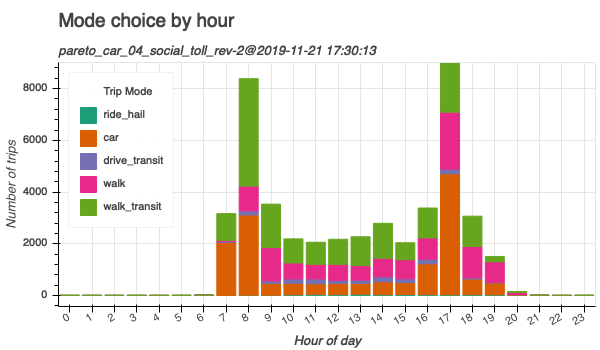 Mode choice by hour
pareto_car_04_social_toll_rev-2@2019-11-21 17:30:13
Trip Mode
ride_hail
car
drive_transit
walk
walk_transit
Number of trips
8000
6000
4000
2000
0
0 1 2 3 4 5 6 7 8 9 10 11 12 13 14 15 16 17 18 19 20 21 22 23
Hour of day